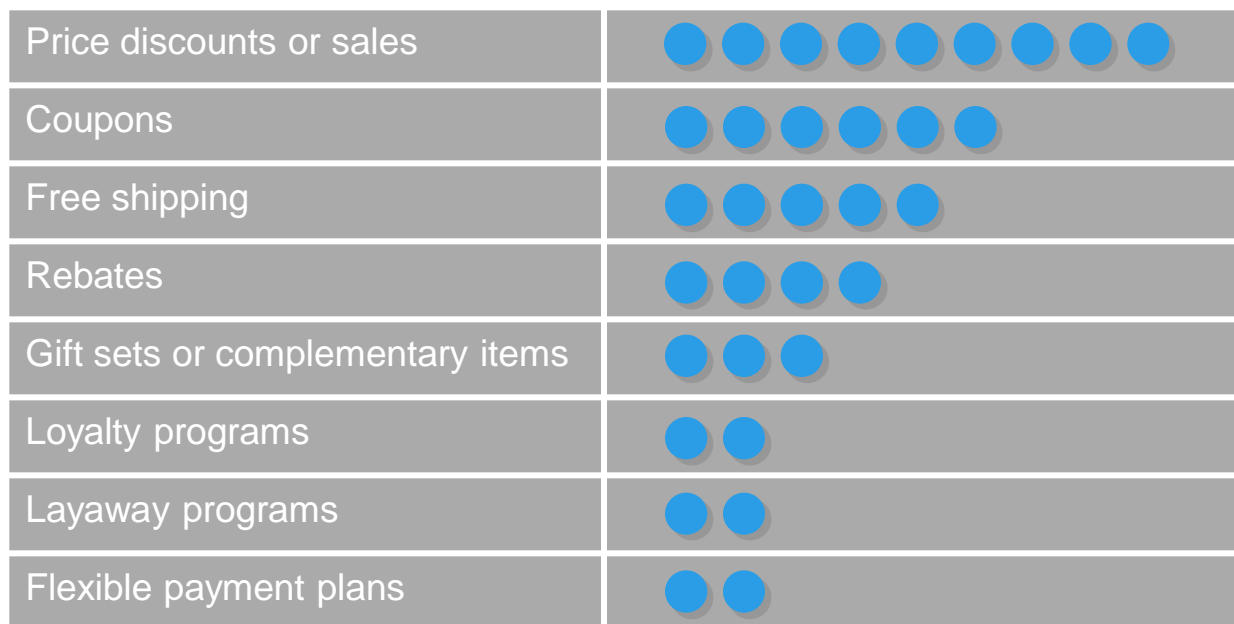 Price discounts or sales
Coupons
Free shipping
Rebates
Gift sets or complementary items
Loyalty programs
Layaway programs
Flexible payment plans